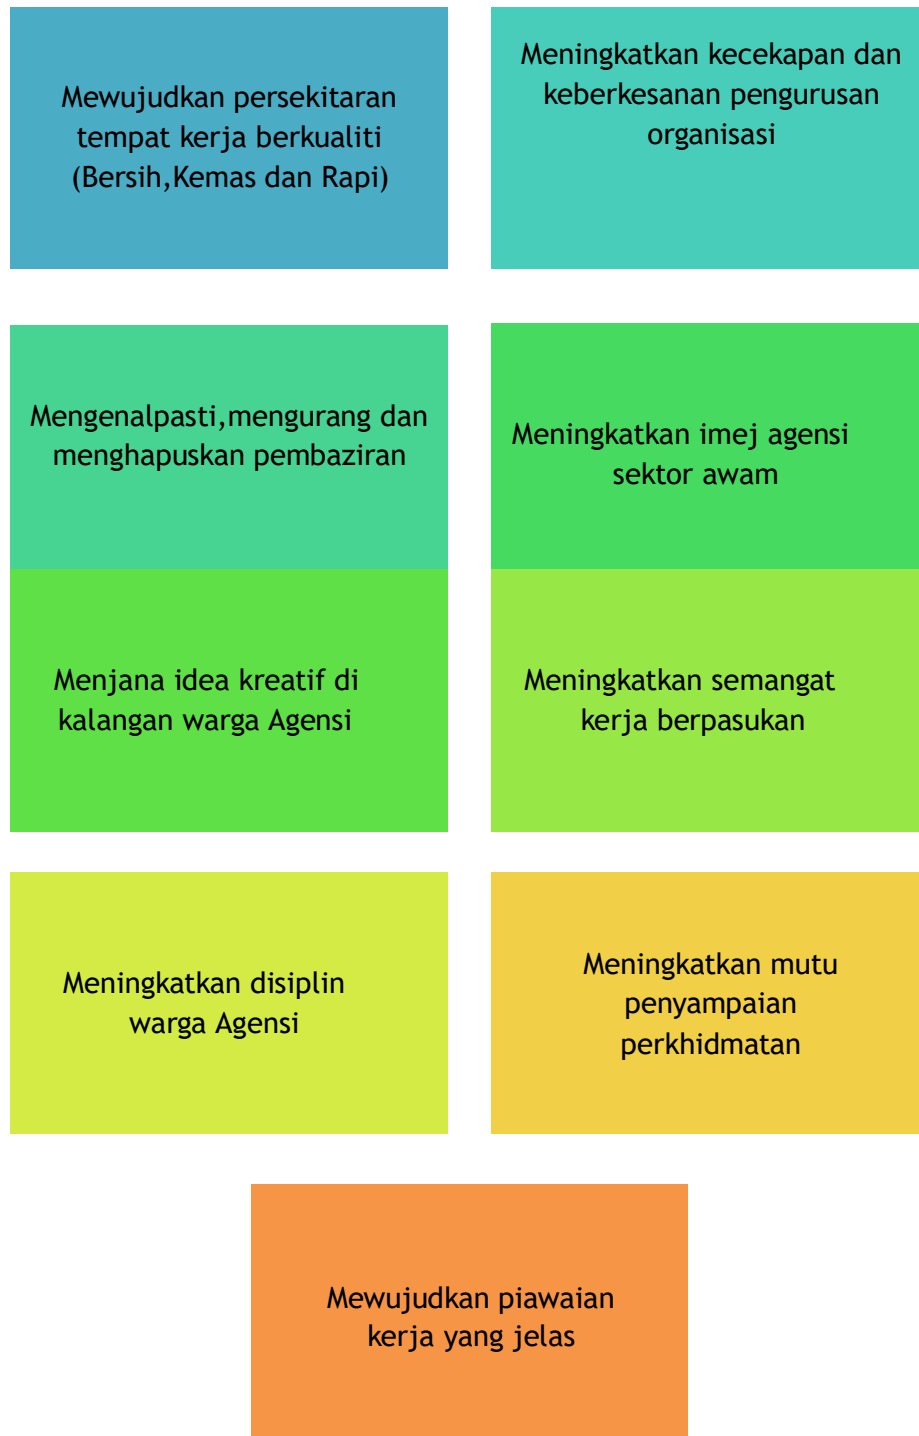 Mewujudkan persekitaran
tempat kerja berkualiti
(Bersih,Kemas dan Rapi)
Meningkatkan kecekapan dan
keberkesanan pengurusan
organisasi
Mengenalpasti,mengurang dan
menghapuskan pembaziran
Meningkatkan imej agensi
sektor awam
Menjana idea kreatif di
kalangan warga Agensi
Meningkatkan semangat
kerja berpasukan
Meningkatkan disiplin
warga Agensi
Meningkatkan mutu
penyampaian
perkhidmatan
Mewujudkan piawaian
kerja yang jelas